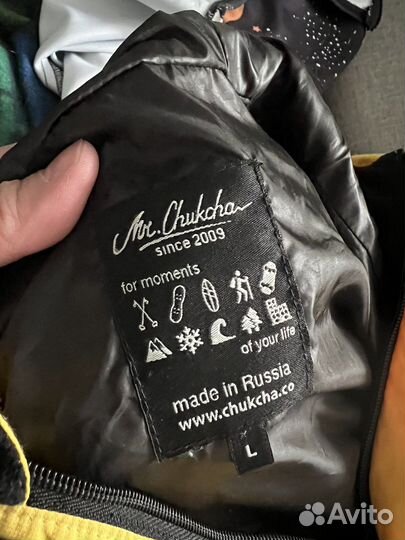 Mr. Chukcha
since 2009
for moments
of your life
made in Russia
www.chukcha.co
L
Avito